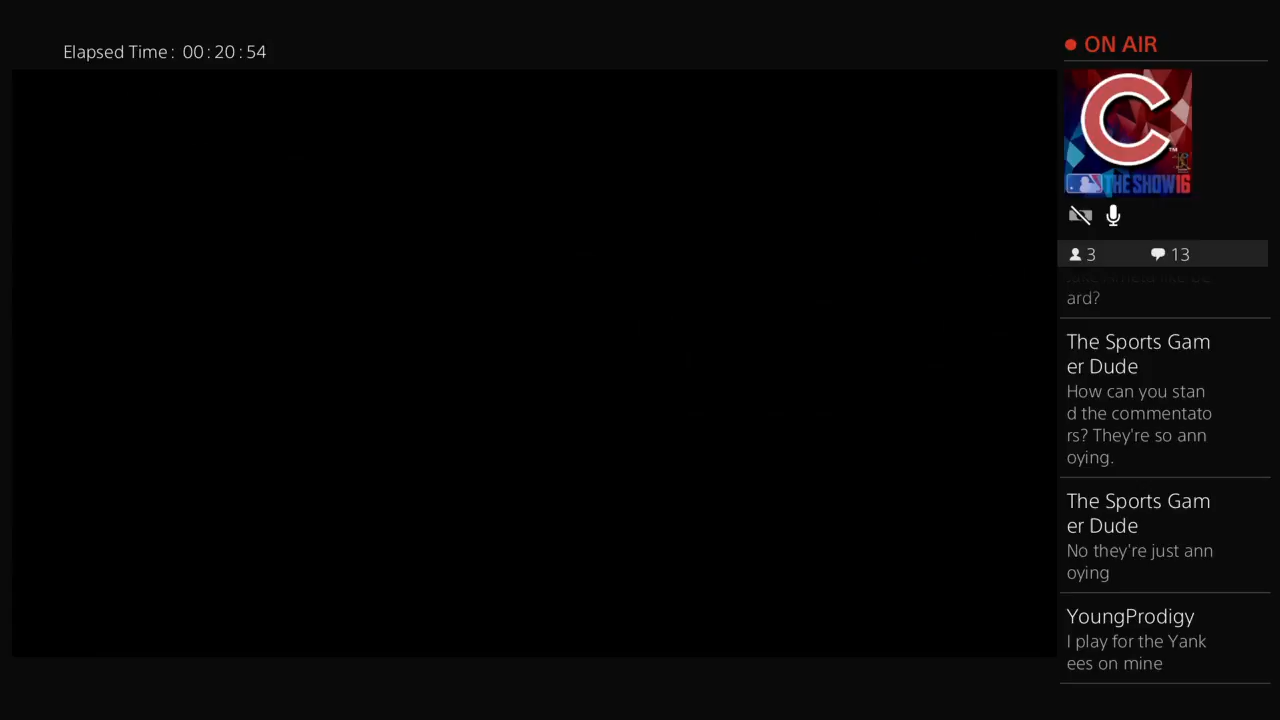 Elapsed Time: 00:20:54
ON AIR
C
THE SHOW16
3 13
ard?
The Sports Gam
er Dude
How can you stan
d the commentato
rs? They're so ann
oying.
The Sports Gam
er Dude
No they're just ann
oying
YoungProdigy
I play for the Yank
ees on mine